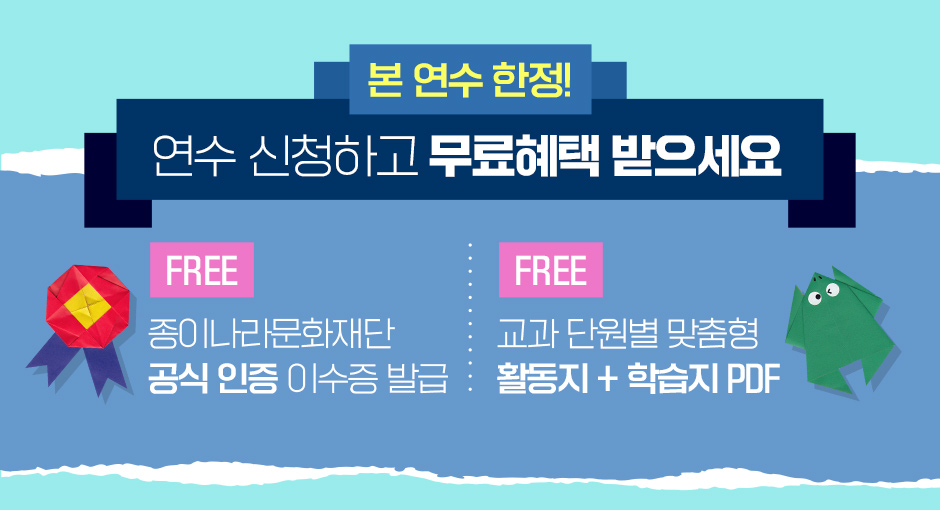 본 연수 한정!
연수 신청하고 무료혜택 받으세요
FREE
종이나라문화재단
공식 인증 이수증 발급
FREE
교과 단원별 맞춤형
활동지 + 학습지 PDF